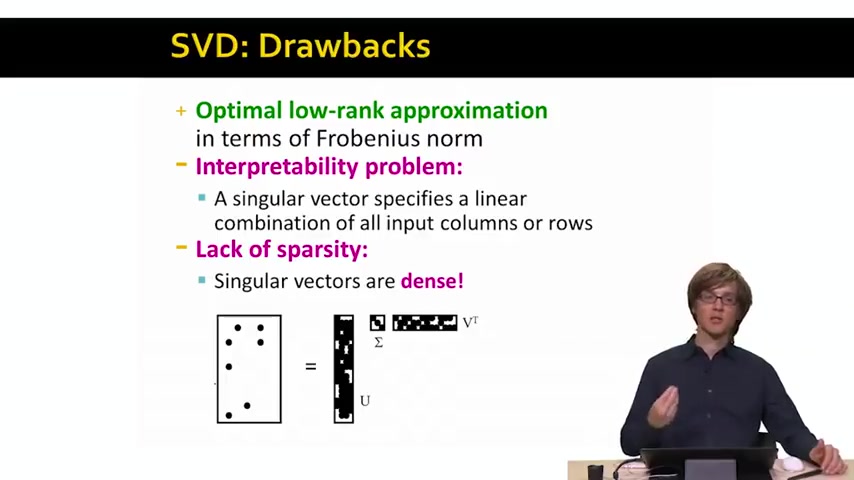 SVD: Drawbacks
+ Optimal low-rank approximation
in terms of Frobenius norm
- Interpretability problem:
▪ A singular vector specifies a linear
combination of all input columns or rows
- Lack of sparsity:
▪ Singular vectors are dense!
=
U
Σ
Vᵀ